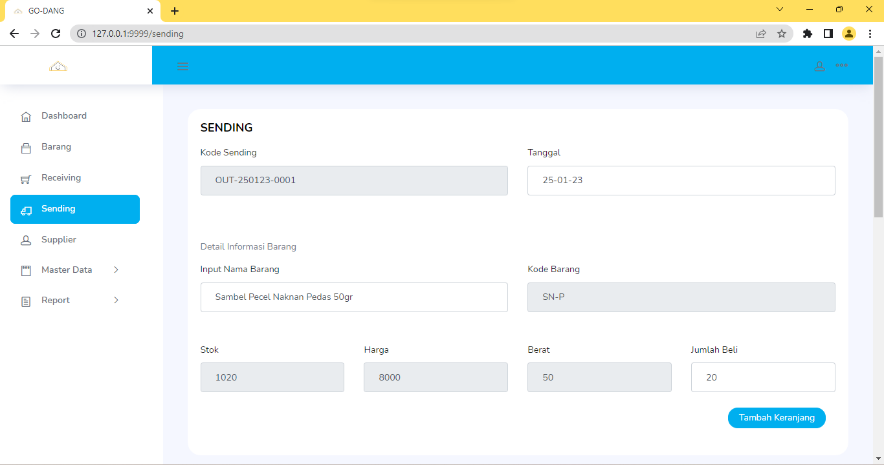 GO-DANG
127.0.0.1:9999/sending
Dashboard
Barang
Receiving
Sending
Supplier
Master Data
Report
SENDING
Kode Sending
Tanggal
OUT-250123-0001
25-01-23
Detail Informasi Barang
Input Nama Barang
Kode Barang
Sambel Pecel Naknan Pedas 50gr
SN-P
Stok
Harga
Berat
Jumlah Beli
1020
8000
50
20
Tambah Keranjang